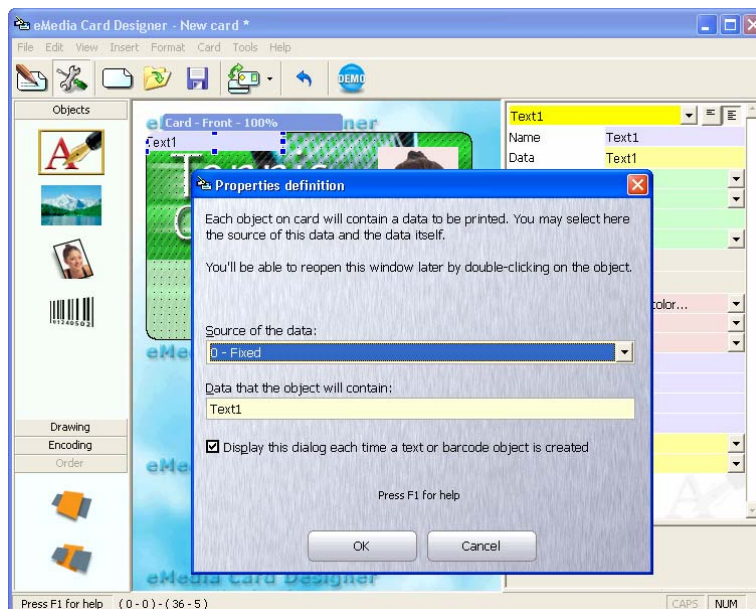 eMedia Card Designer - New card *
File Edit View Insert Format Card Tools Help
DEMO
Objects
Card - Front - 100%
Text1
Text1
Name Text1
Data Text1
Properties definition
Each object on card will contain a data to be printed. You may select here
the source of this data and the data itself.
You'll be able to reopen this window later by double-clicking on the object.
Source of the data:
0 - Fixed
Data that the object will contain:
Text1
Display this dialog each time a text or barcode object is created
Press F1 for help
OK Cancel
color...
01240502
Drawing
Encoding
Order
eMedia Card Designer
Press F1 for help (0-0)-(36-5) CAPS NUM